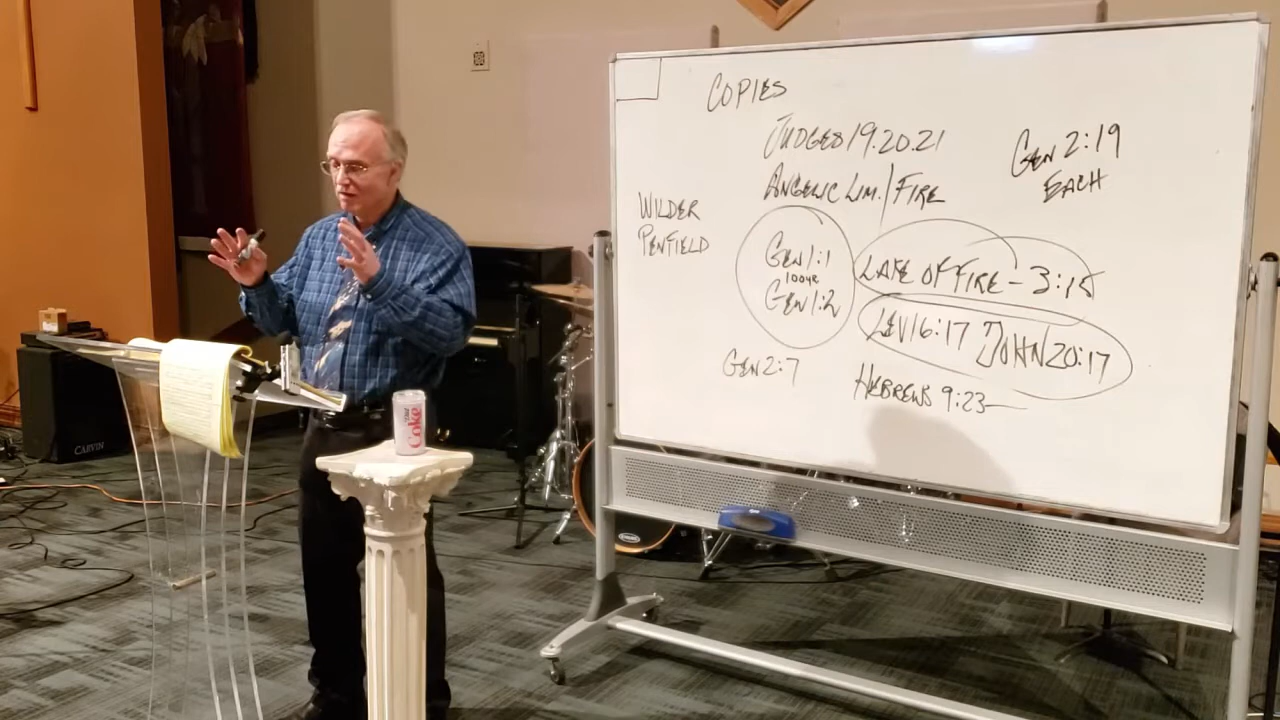 COPIES
JUDGES 19.20.21
ANGELIC LIM./FIRE
GEN 2:19
EACH
WILDER
PENFIELD
GEN 1:1
100YR
GEN 1:2
LAKE OF FIRE - 3:15
LEV 16:17 JOHN 20:17
GEN 2:7
HEBREWS 9:23
Diet
Coke
CARVIN